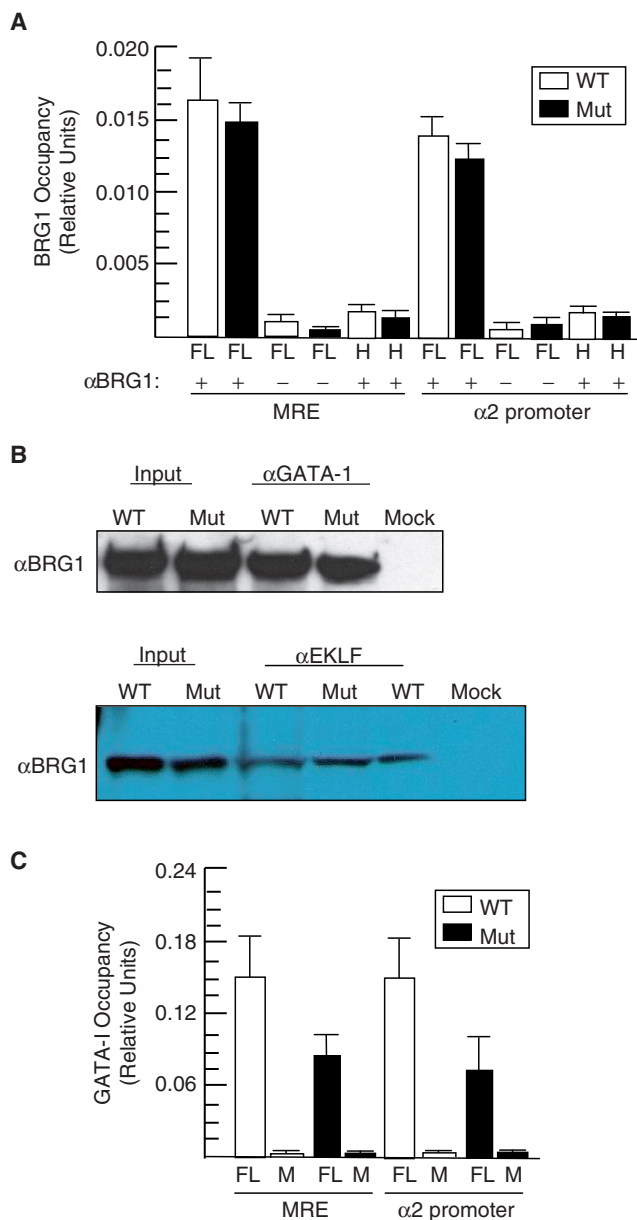 A
0.020
0.015
0.010
0.005
BRG1 Occupancy
(Relative Units)
WT
Mut
FL FL FL FL H H FL FL FL FL H H
αBRG1: + + – – + + + + – – + +
MRE α2 promoter
B
Input αGATA-1
WT Mut WT Mut Mock
αBRG1
Input αEKLF
WT Mut WT Mut WT Mock
αBRG1
C
0.24
0.18
0.12
0.06
GATA-I Occupancy
(Relative Units)
WT
Mut
FL M FL M FL M FL M
MRE α2 promoter